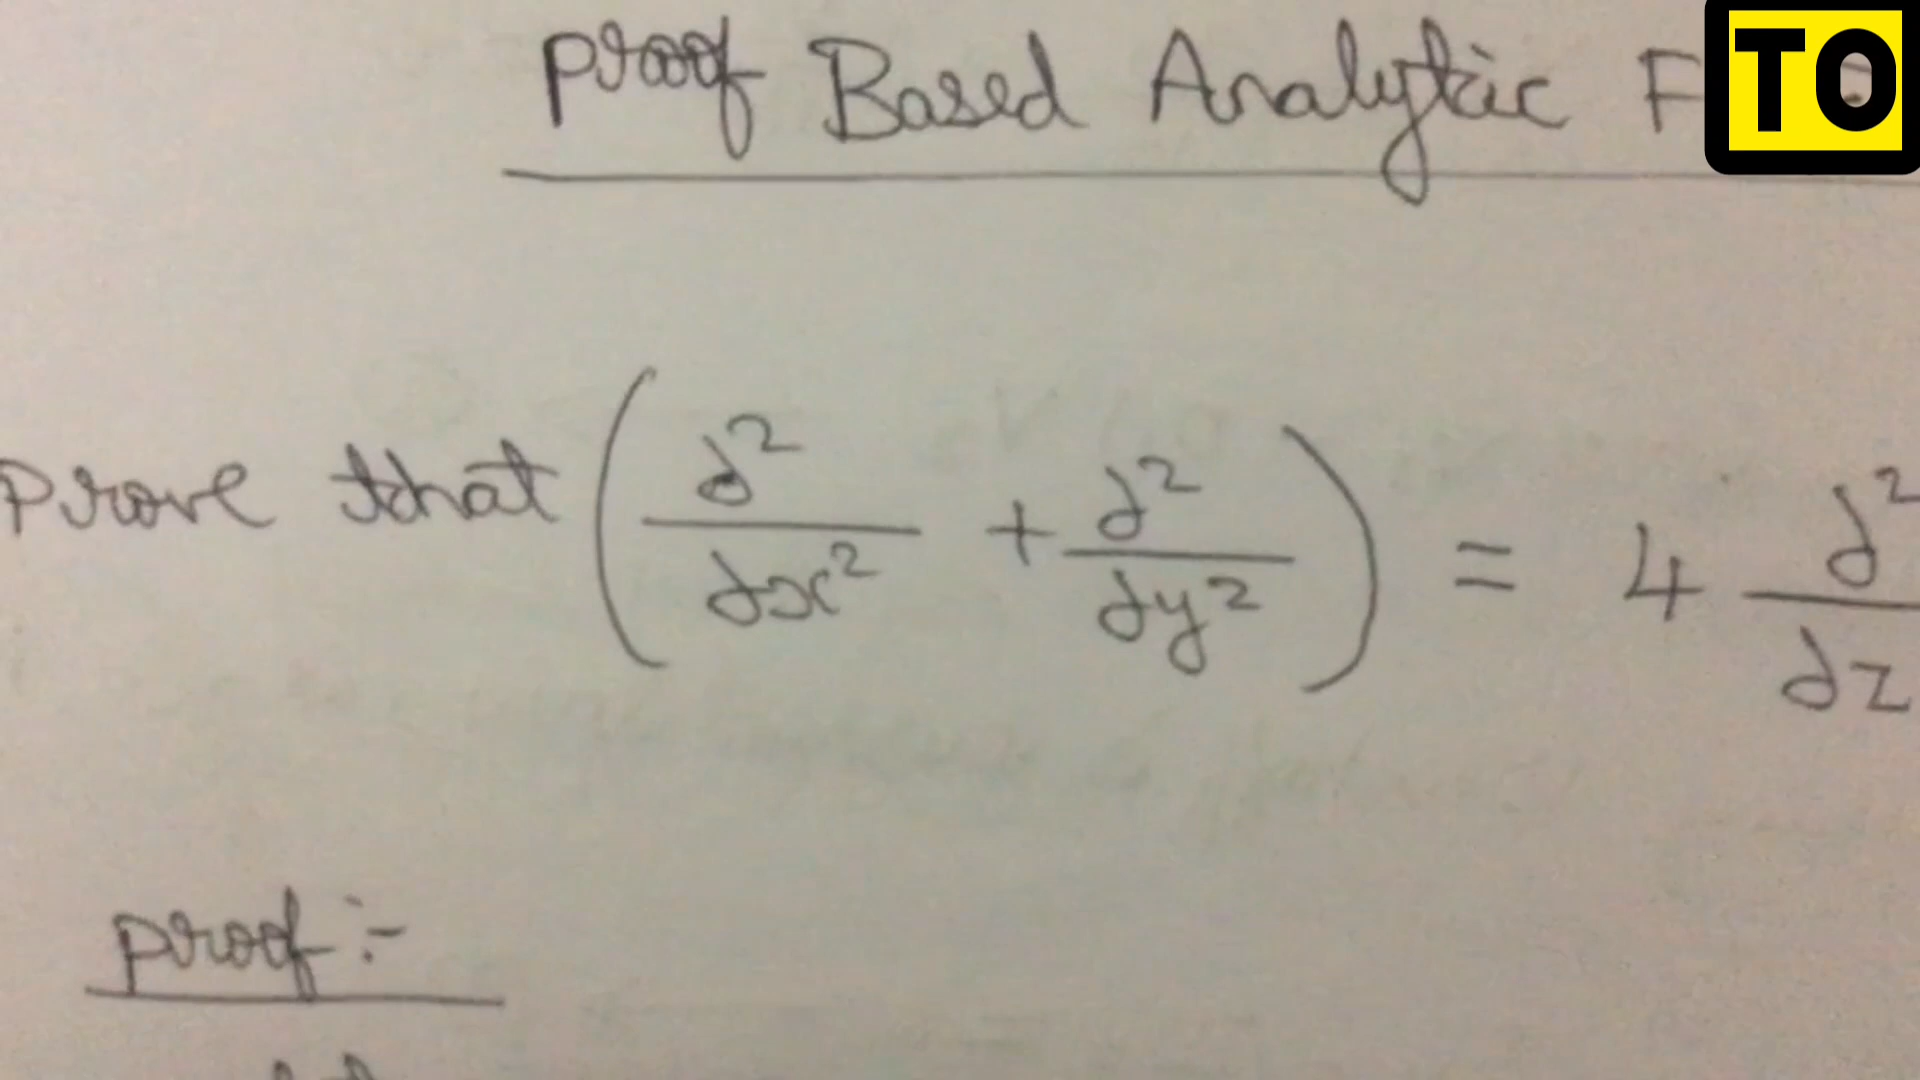 Proof Based Analytic F
TO
Prove that (∂²/∂x² + ∂²/∂y²) = 4 ∂²/∂z
Proof :-